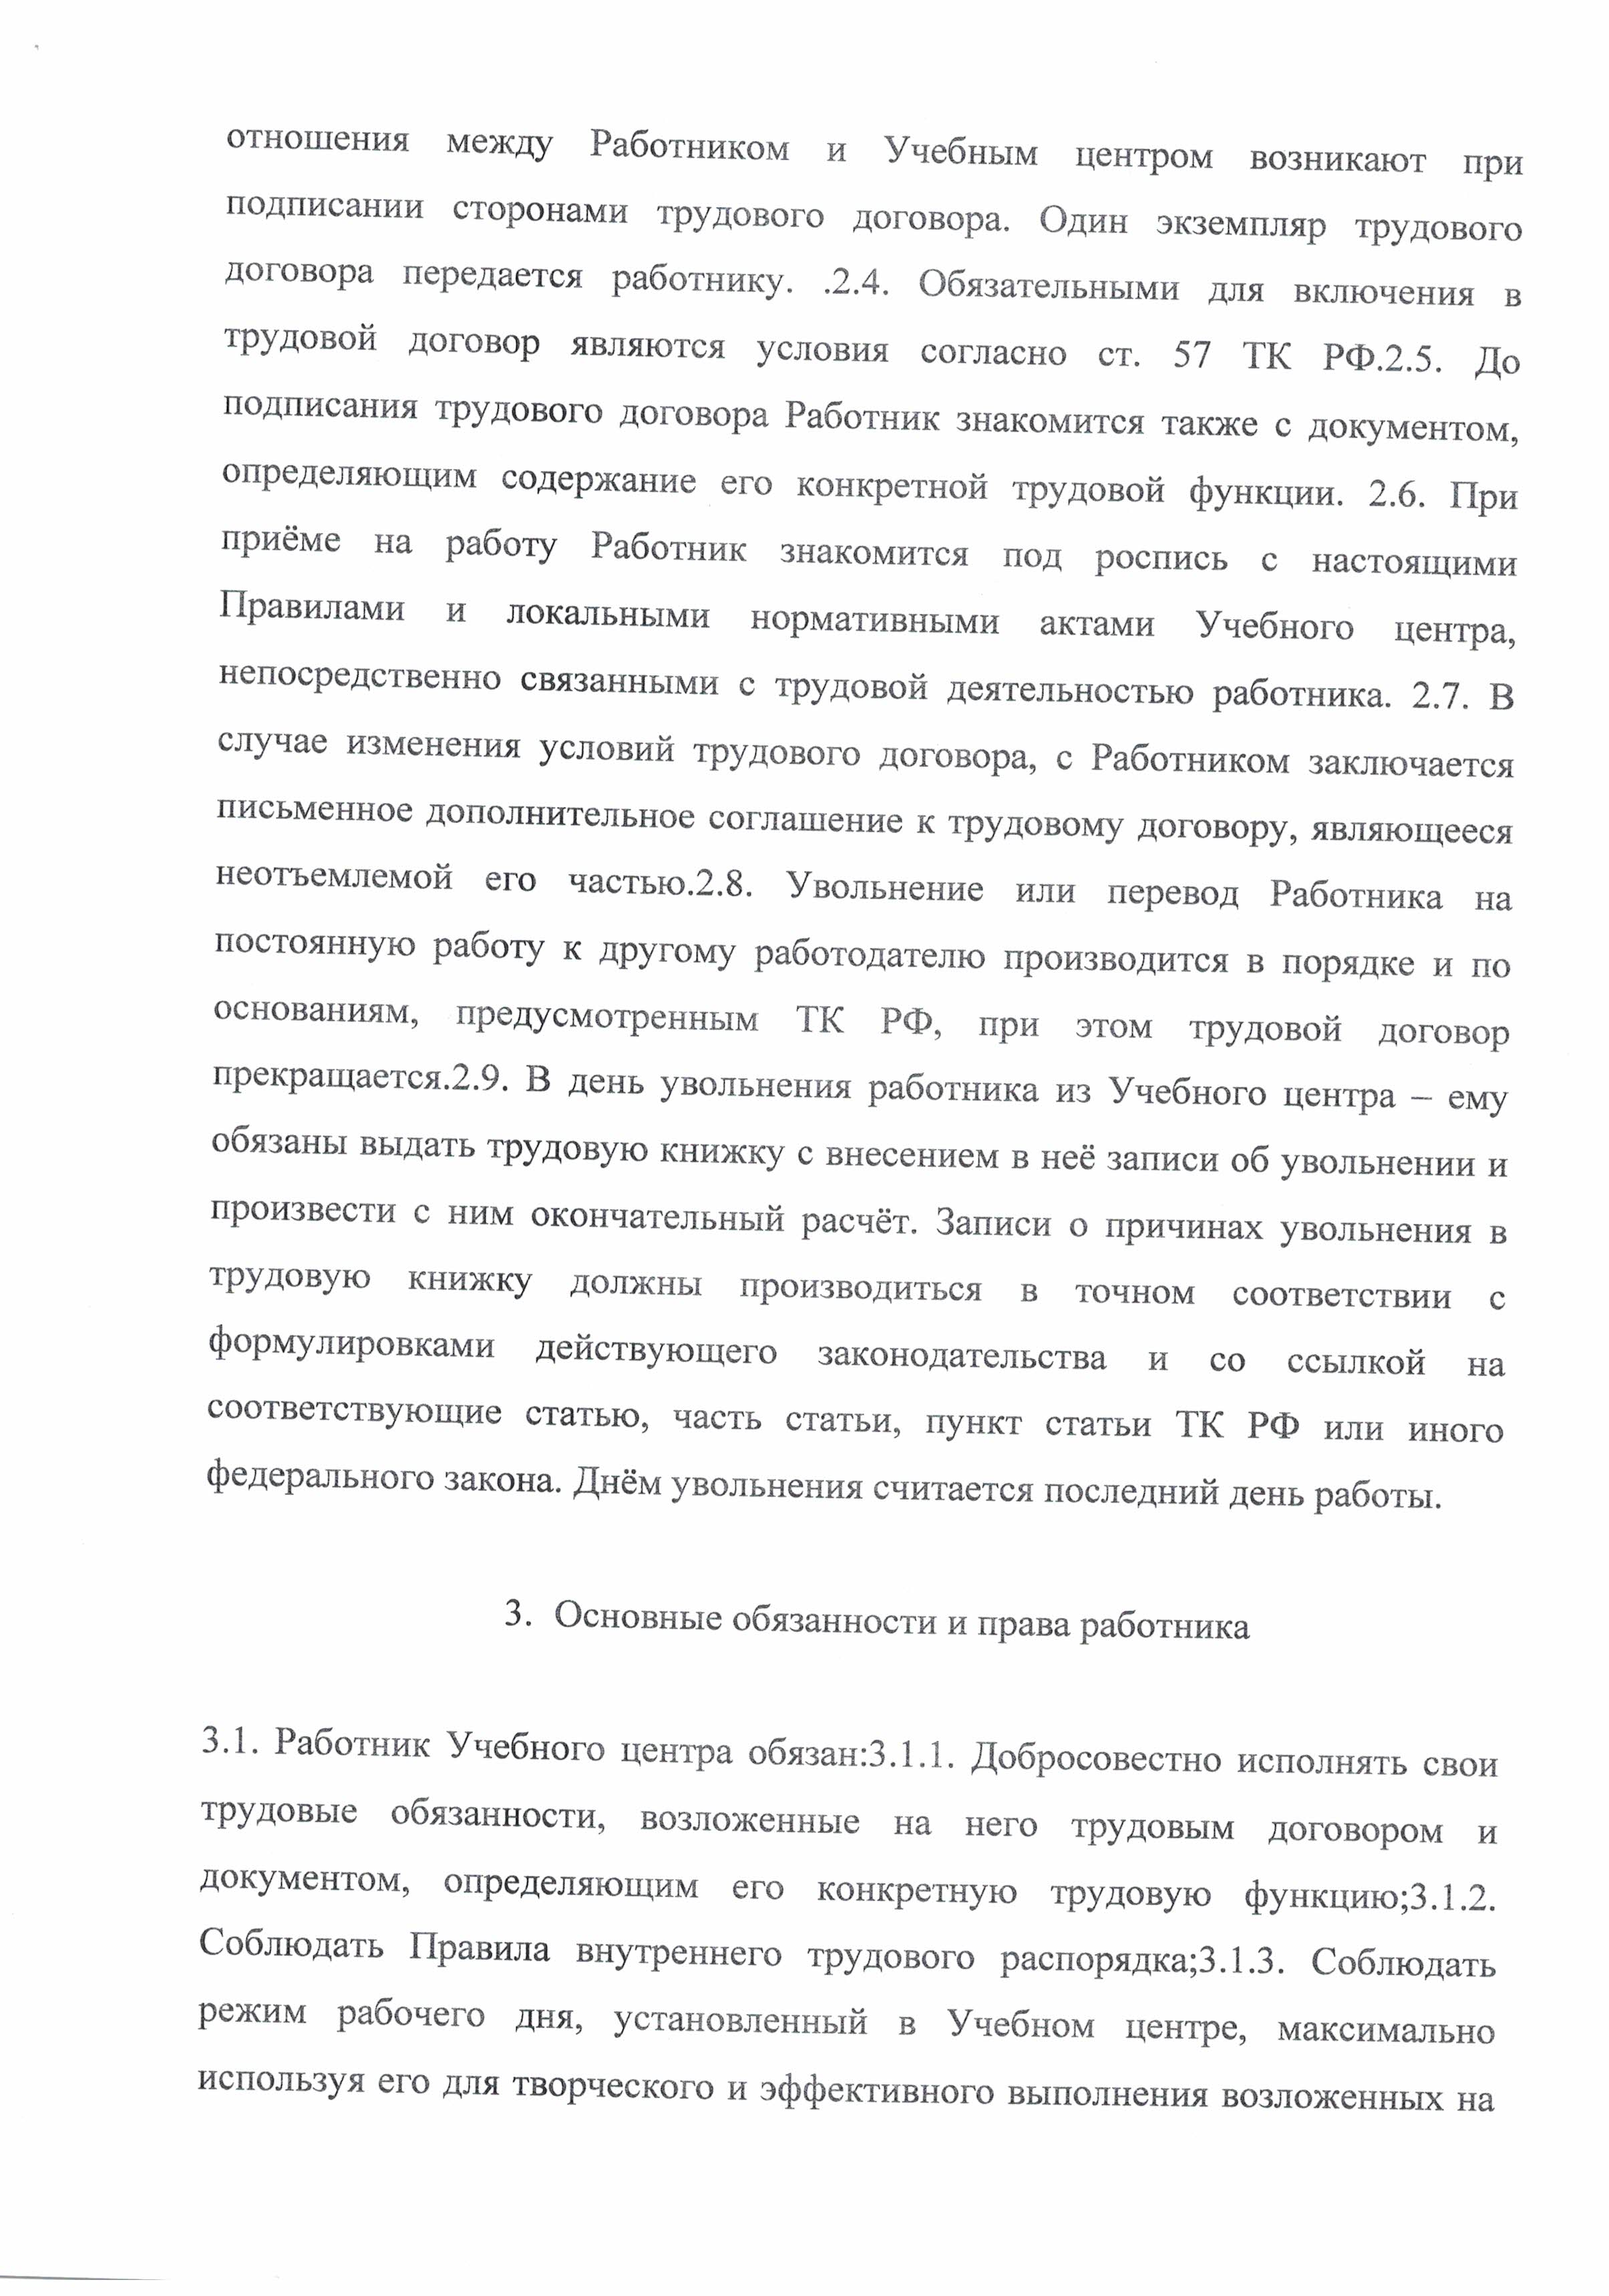 отношения между Работником и Учебным центром возникают при
подписании сторонами трудового договора. Один экземпляр трудового
договора передается работнику. .2.4. Обязательными для включения в
трудовой договор являются условия согласно ст. 57 ТК РФ.2.5. До
подписания трудового договора Работник знакомится также с документом,
определяющим содержание его конкретной трудовой функции. 2.6. При
приёме на работу Работник знакомится под роспись с настоящими
Правилами и локальными нормативными актами Учебного центра,
непосредственно связанными с трудовой деятельностью работника. 2.7. В
случае изменения условий трудового договора, с Работником заключается
письменное дополнительное соглашение к трудовому договору, являющееся
неотъемлемой его частью.2.8. Увольнение или перевод Работника на
постоянную работу к другому работодателю производится в порядке и по
основаниям, предусмотренным ТК РФ, при этом трудовой договор
прекращается.2.9. В день увольнения работника из Учебного центра – ему
обязаны выдать трудовую книжку с внесением в неё записи об увольнении и
произвести с ним окончательный расчёт. Записи о причинах увольнения в
трудовую книжку должны производиться в точном соответствии с
формулировками действующего законодательства и со ссылкой на
соответствующие статью, часть статьи, пункт статьи ТК РФ или иного
федерального закона. Днём увольнения считается последний день работы.
3. Основные обязанности и права работника
3.1. Работник Учебного центра обязан:3.1.1. Добросовестно исполнять свои
трудовые обязанности, возложенные на него трудовым договором и
документом, определяющим его конкретную трудовую функцию;3.1.2.
Соблюдать Правила внутреннего трудового распорядка;3.1.3. Соблюдать
режим рабочего дня, установленный в Учебном центре, максимально
используя его для творческого и эффективного выполнения возложенных на